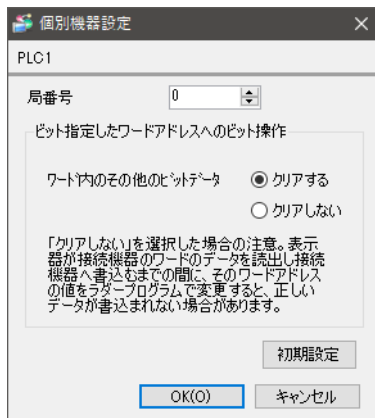 個別機器設定
PLC1
局番号 0
ビット指定したワードアドレスへのビット操作
ワード内のその他のビットデータ クリアする
クリアしない
「クリアしない」を選択した場合の注意。表示
器が接続機器のワードのデータを読出し接続
機器へ書込むまでの間に、そのワードアドレス
の値をラダープログラムで変更すると、正しい
データが書込まれない場合があります。
初期設定
OK(O) キャンセル